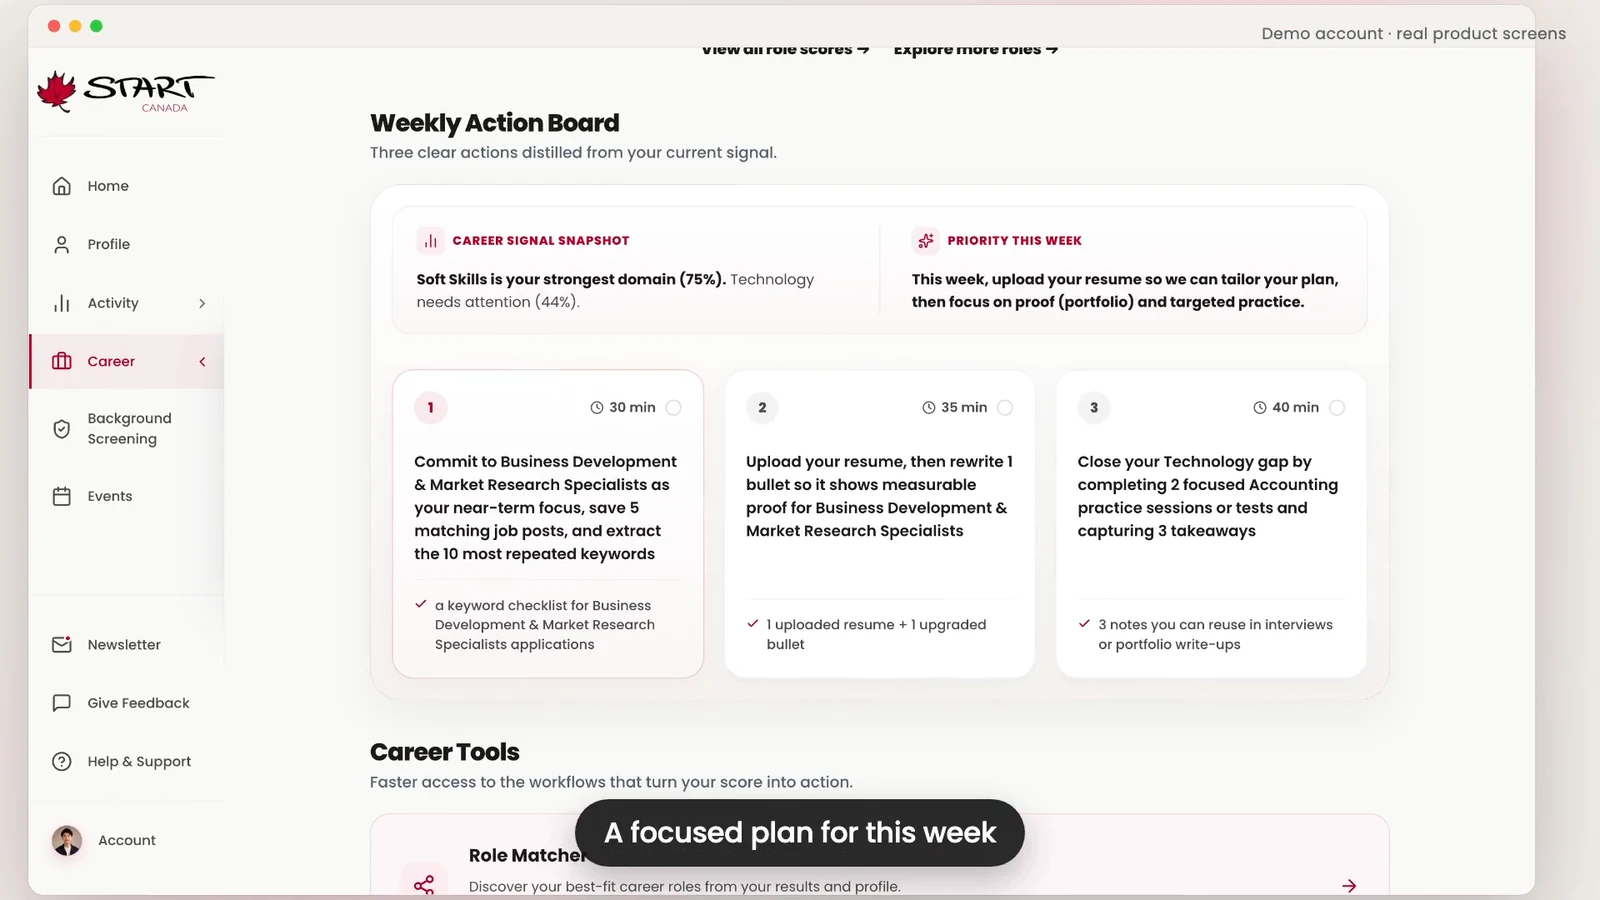 Demo account · real product screens
View all role scores → Explore more roles →
START
CANADA
Home
Profile
Activity
Career
Background
Screening
Events
Newsletter
Give Feedback
Help & Support
Account
Weekly Action Board
Three clear actions distilled from your current signal.
CAREER SIGNAL SNAPSHOT
Soft Skills is your strongest domain (75%). Technology
needs attention (44%).
PRIORITY THIS WEEK
This week, upload your resume so we can tailor your plan,
then focus on proof (portfolio) and targeted practice.
1
30 min
Commit to Business Development
& Market Research Specialists as
your near-term focus, save 5
matching job posts, and extract
the 10 most repeated keywords
a keyword checklist for Business
Development & Market Research
Specialists applications
2
35 min
Upload your resume, then rewrite 1
bullet so it shows measurable
proof for Business Development &
Market Research Specialists
1 uploaded resume + 1 upgraded
bullet
3
40 min
Close your Technology gap by
completing 2 focused Accounting
practice sessions or tests and
capturing 3 takeaways
3 notes you can reuse in interviews
or portfolio write-ups
Career Tools
Faster access to the workflows that turn your score into action.
A focused plan for this week
Role Matcher
Discover your best-fit career roles from your results and profile.